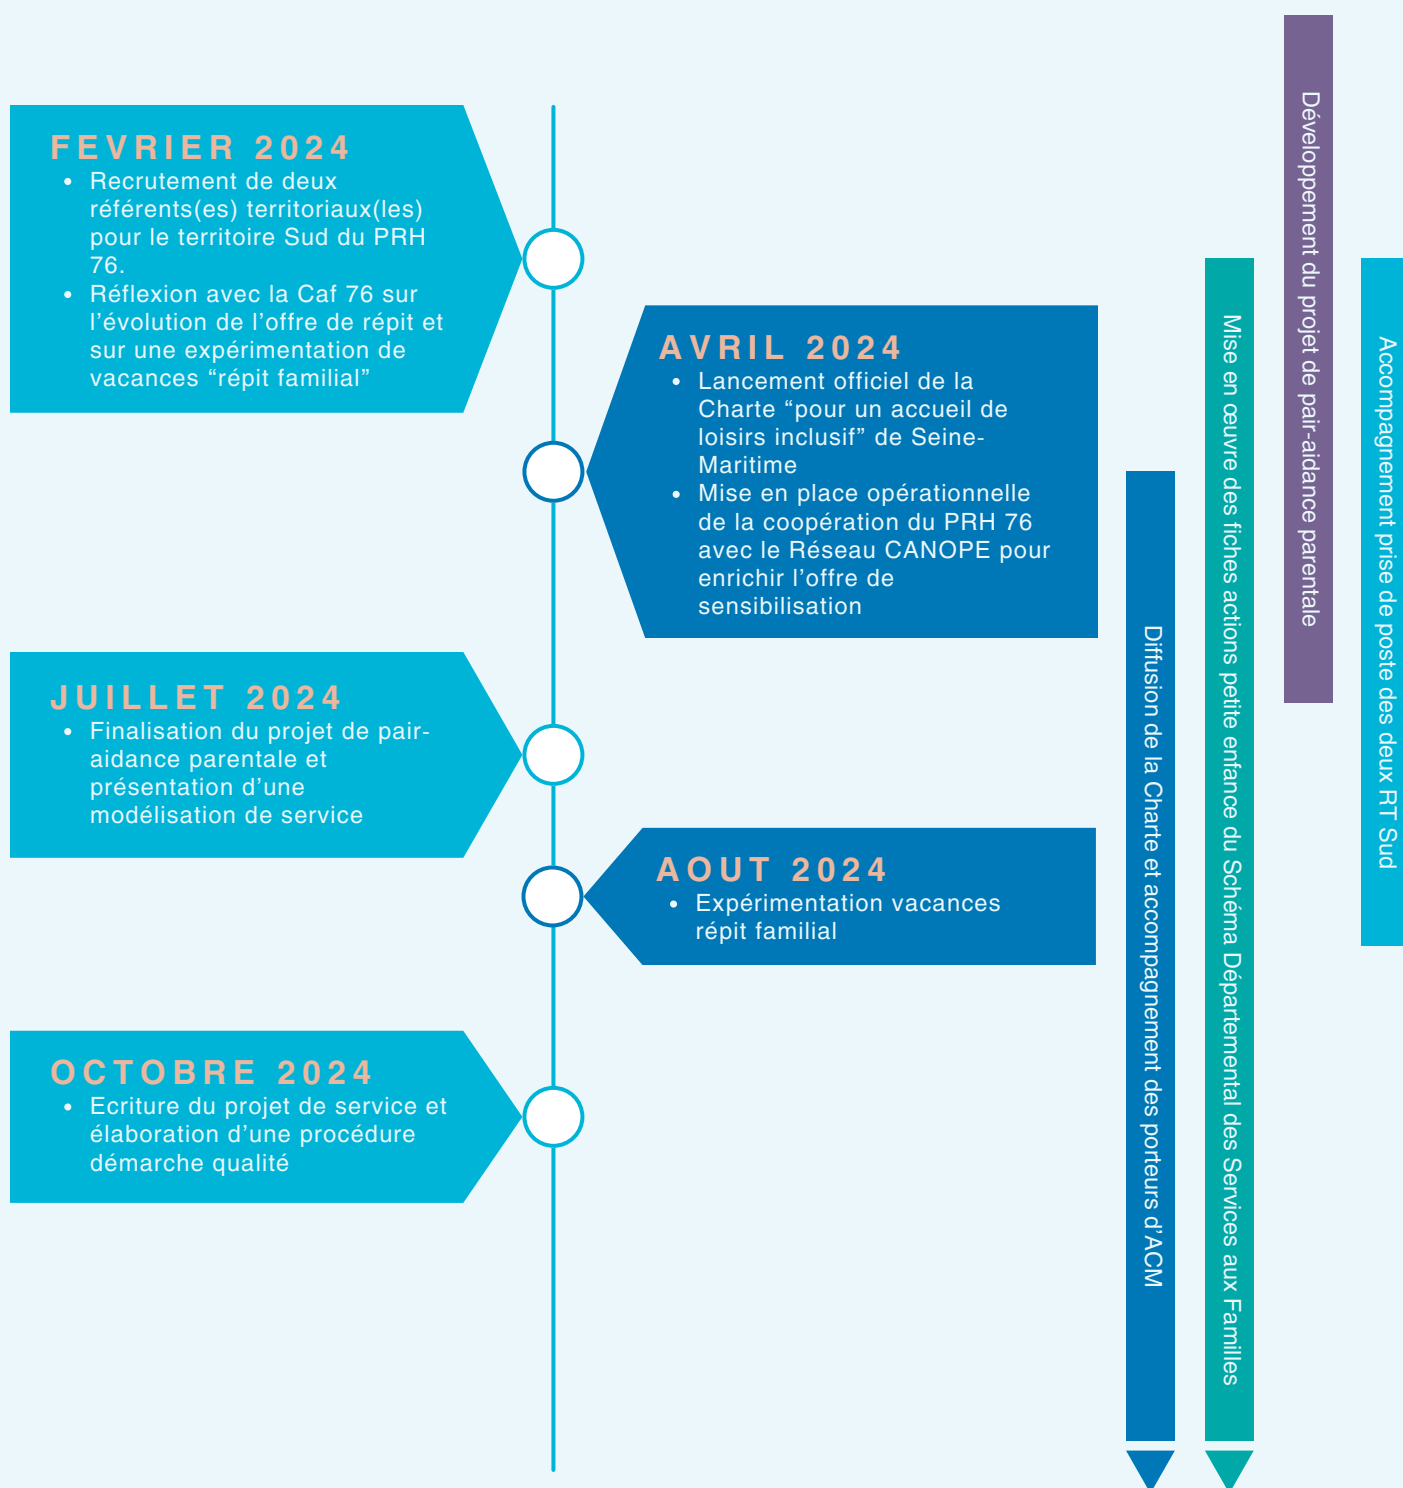 FEVRIER 2024
• Recrutement de deux
référents(es) territoriaux(les)
pour le territoire Sud du PRH
76.
• Réflexion avec la Caf 76 sur
l’évolution de l’offre de répit et
sur une expérimentation de
vacances “répit familial”
AVRIL 2024
• Lancement officiel de la
Charte “pour un accueil de
loisirs inclusif” de Seine-
Maritime
• Mise en place opérationnelle
de la coopération du PRH 76
avec le Réseau CANOPE pour
enrichir l’offre de
sensibilisation
JUILLET 2024
• Finalisation du projet de pair-
aidance parentale et
présentation d’une
modélisation de service
AOUT 2024
• Expérimentation vacances
répit familial
OCTOBRE 2024
• Ecriture du projet de service et
élaboration d’une procédure
démarche qualité
Diffusion de la Charte et accompagnement des porteurs d’ACM
Mise en œuvre des fiches actions petite enfance du Schéma Départemental des Services aux Familles
Développement du projet de pair-aidance parentale
Accompagnement prise de poste des deux RT Sud